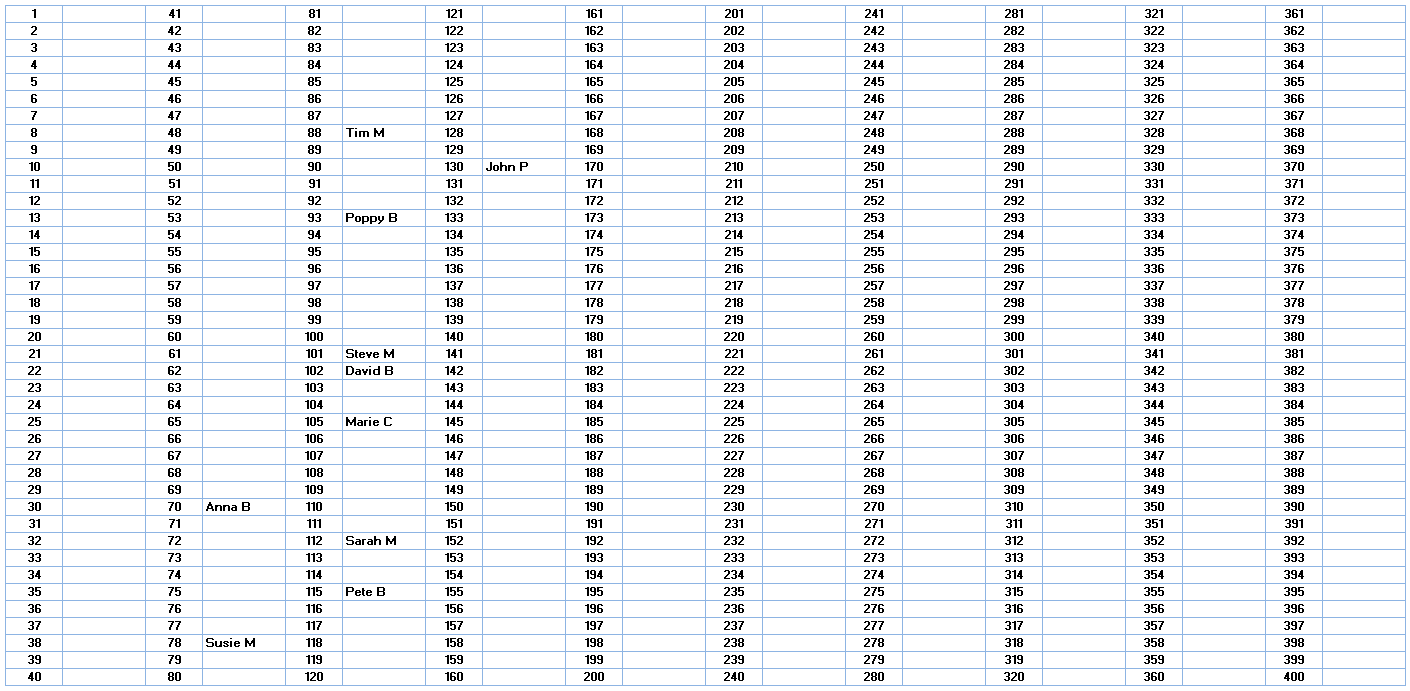 1 41 81 121 161 201 241 281 321 361
2 42 82 122 162 202 242 282 322 362
3 43 83 123 163 203 243 283 323 363
4 44 84 124 164 204 244 284 324 364
5 45 85 125 165 205 245 285 325 365
6 46 86 126 166 206 246 286 326 366
7 47 87 127 167 207 247 287 327 367
8 48 88 Tim M 128 168 208 248 288 328 368
9 49 89 129 169 209 249 289 329 369
10 50 90 130 John P 170 210 250 290 330 370
11 51 91 131 171 211 251 291 331 371
12 52 92 132 172 212 252 292 332 372
13 53 93 Poppy B 133 173 213 253 293 333 373
14 54 94 134 174 214 254 294 334 374
15 55 95 135 175 215 255 295 335 375
16 56 96 136 176 216 256 296 336 376
17 57 97 137 177 217 257 297 337 377
18 58 98 138 178 218 258 298 338 378
19 59 99 139 179 219 259 299 339 379
20 60 100 140 180 220 260 300 340 380
21 61 101 Steve M 141 181 221 261 301 341 381
22 62 102 David B 142 182 222 262 302 342 382
23 63 103 143 183 223 263 303 343 383
24 64 104 144 184 224 264 304 344 384
25 65 105 Marie C 145 185 225 265 305 345 385
26 66 106 146 186 226 266 306 346 386
27 67 107 147 187 227 267 307 347 387
28 68 108 148 188 228 268 308 348 388
29 69 109 149 189 229 269 309 349 389
30 70 Anna B 110 150 190 230 270 310 350 390
31 71 111 151 191 231 271 311 351 391
32 72 112 Sarah M 152 192 232 272 312 352 392
33 73 113 153 193 233 273 313 353 393
34 74 114 154 194 234 274 314 354 394
35 75 115 Pete B 155 195 235 275 315 355 395
36 76 116 156 196 236 276 316 356 396
37 77 117 157 197 237 277 317 357 397
38 78 Susie M 118 158 198 238 278 318 358 398
39 79 119 159 199 239 279 319 359 399
40 80 120 160 200 240 280 320 360 400